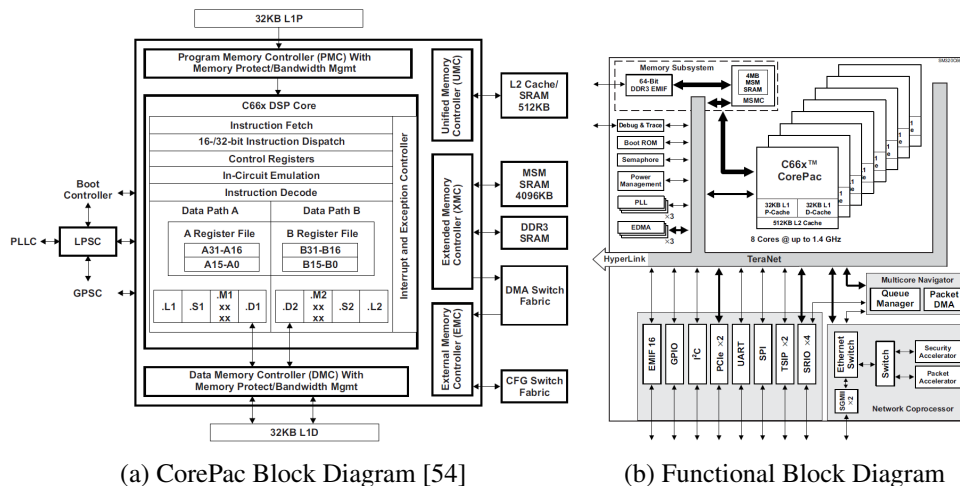 32KB L1P
Program Memory Controller (PMC) With
Memory Protect/Bandwidth Mgmt
C66x DSP Core
Instruction Fetch
16-/32-bit Instruction Dispatch
Control Registers
In-Circuit Emulation
Instruction Decode
Data Path A
Data Path B
A Register File
B Register File
A31-A16
B31-B16
A15-A0
B15-B0
.L1
.S1
.M1
xx
xx
.D1
.D2
.M2
xx
xx
.S2
.L2
Interrupt and Exception Controller
Data Memory Controller (DMC) With
Memory Protect/Bandwidth Mgmt
32KB L1D
Boot
Controller
PLLC
LPSC
GPSC
Unified Memory
Controller (UMC)
Extended Memory
Controller (XMC)
External Memory
Controller (EMC)
L2 Cache/
SRAM
512KB
MSM
SRAM
4096KB
DDR3
SRAM
DMA Switch
Fabric
CFG Switch
Fabric
(a) CorePac Block Diagram [54]
Memory Subsystem
64-Bit
DDR3 EMIF
4MB
MSM
SRAM
MSMC
Debug & Trace
Boot ROM
Semaphore
Power
Management
PLL
×3
EDMA
×3
C66x™
CorePac
32KB L1
P-Cache
32KB L1
D-Cache
512KB L2 Cache
8 Cores @ up to 1.4 GHz
HyperLink
TeraNet
Multicore Navigator
Queue
Manager
Packet
DMA
EMIF 16
GPIO
I²C
PCIe ×2
UART
SPI
TSIP ×2
SRIO ×4
Ethernet
Switch
Switch
SGMII
×2
Security
Accelerator
Packet
Accelerator
Network Coprocessor
(b) Functional Block Diagram